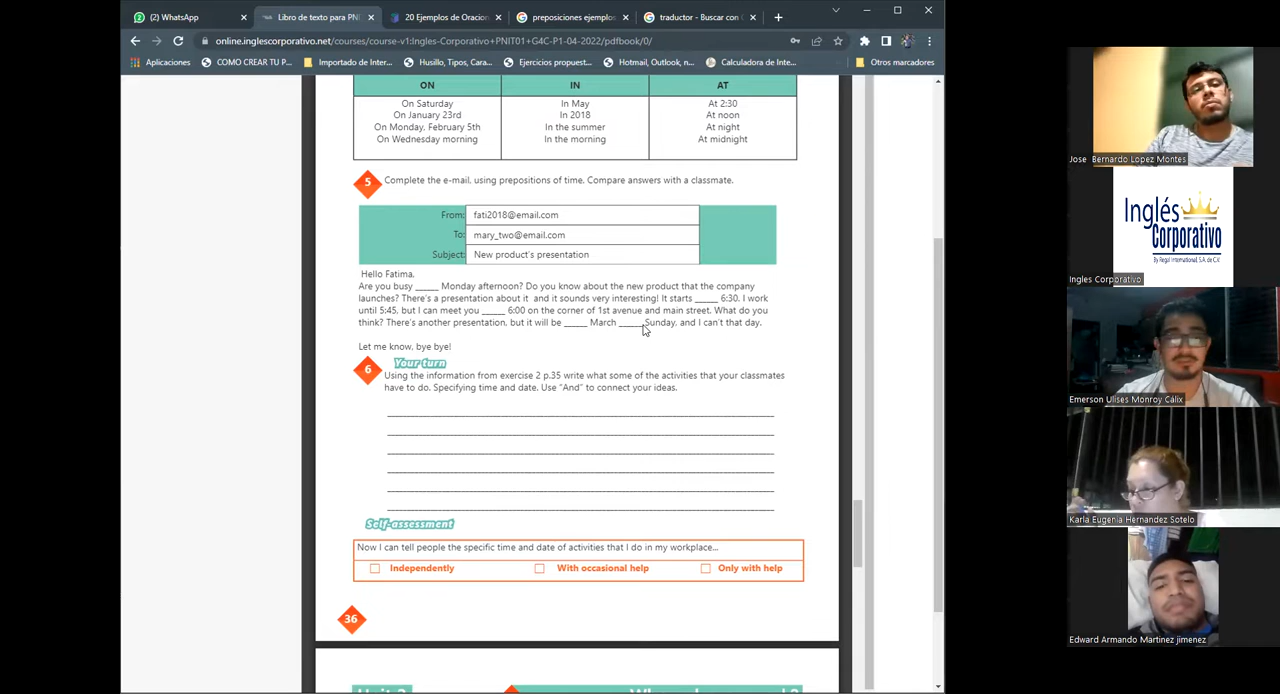 (2) WhatsApp
Libro de texto para PNI
20 Ejemplos de Oracion
preposiciones ejemplos
traductor - Buscar con G
online.inglescorporativo.net/courses/course-v1:Ingles-Corporativo+PNIT01+G4C-P1-04-2022/pdfbook/0/
Aplicaciones
COMO CREAR TU P...
Importado de Inter...
Husillo, Tipos, Cara...
Ejercicios propuest...
Hotmail, Outlook, n...
Calculadora de Inte...
Otros marcadores
ON IN AT
On Saturday In May At 2:30
On January 23rd In 2018 At noon
On Monday, February 5th In the summer At night
On Wednesday morning In the morning At midnight
5 Complete the e-mail, using prepositions of time. Compare answers with a classmate.
From: fati2018@email.com
To: mary_two@email.com
Subject: New product's presentation
Hello Fatima,
Are you busy ______ Monday afternoon? Do you know about the new product that the company
launches? There's a presentation about it and it sounds very interesting! It starts ______ 6:30. I work
until 5:45, but I can meet you ______ 6:00 on the corner of 1st avenue and main street. What do you
think? There's another presentation, but it will be ______ March ______ Sunday, and I can't that day.
Let me know, bye bye!
6 Your turn
Using the information from exercise 2 p.35 write what some of the activities that your classmates
have to do. Specifying time and date. Use "And" to connect your ideas.
Self-assessment
Now I can tell people the specific time and date of activities that I do in my workplace...
Independently With occasional help Only with help
36
Jose Bernardo Lopez Montes
Inglés
Corporativo
By Regal International, S.A. de C.V.
Ingles Corporativo
Emerson Ulises Monroy Cálix
Karla Eugenia Hernandez Sotelo
Edward Armando Martinez jimenez